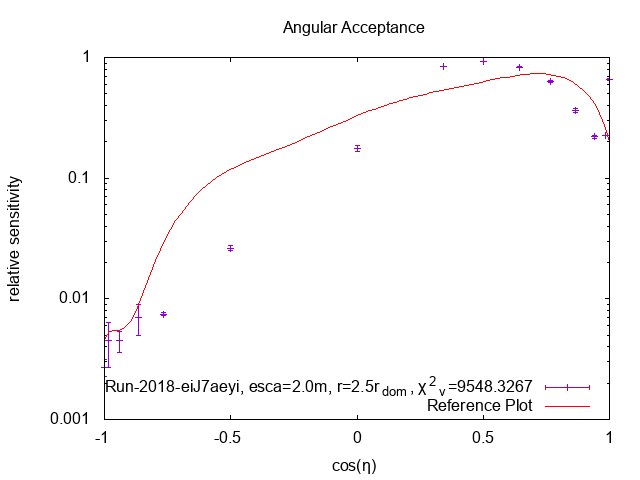 Angular Acceptance
relative sensitivity
1
0.1
0.01
0.001
Run-2018-eiJ7aeyi, esca=2.0m, r=2.5r_dom, χ²_v=9548.3267
Reference Plot
-1 -0.5 0 0.5 1
cos(η)